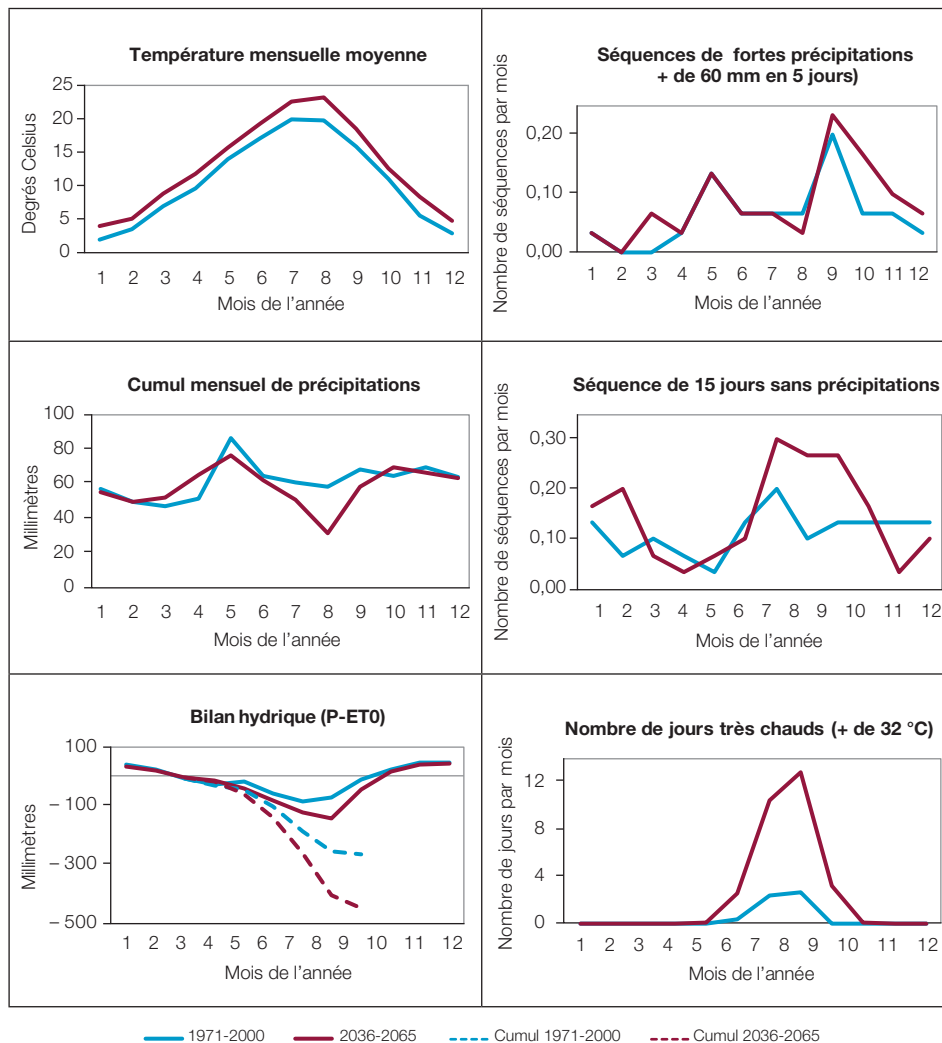 Température mensuelle moyenne
Degrés Celsius
25
20
15
10
5
0
1 2 3 4 5 6 7 8 9 10 11 12
Mois de l'année
Séquences de fortes précipitations
+ de 60 mm en 5 jours)
Nombre de séquences par mois
0,20
0,10
0,00
1 2 3 4 5 6 7 8 9 10 11 12
Mois de l'année
Cumul mensuel de précipitations
Millimètres
100
80
60
40
20
0
1 2 3 4 5 6 7 8 9 10 11 12
Mois de l'année
Séquence de 15 jours sans précipitations
Nombre de séquences par mois
0,30
0,20
0,10
0,00
1 2 3 4 5 6 7 8 9 10 11 12
Mois de l'année
Bilan hydrique (P-ET0)
Millimètres
100
– 100
– 300
– 500
1 2 3 4 5 6 7 8 9 10 11 12
Mois de l'année
Nombre de jours très chauds (+ de 32 °C)
Nombre de jours par mois
12
8
4
0
1 2 3 4 5 6 7 8 9 10 11 12
Mois de l'année
1971-2000 2036-2065 Cumul 1971-2000 Cumul 2036-2065